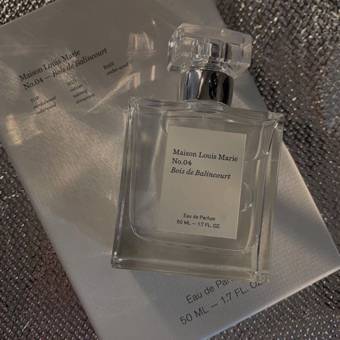 Maison Louis Marie
No.04 — Bois de Balincourt
Maison Louis Marie
No.04
Bois de Balincourt
Eau de Parfum
50 ML — 1.7 FL. OZ.
Eau de Pa
50 ML — 1.7 FL. OZ